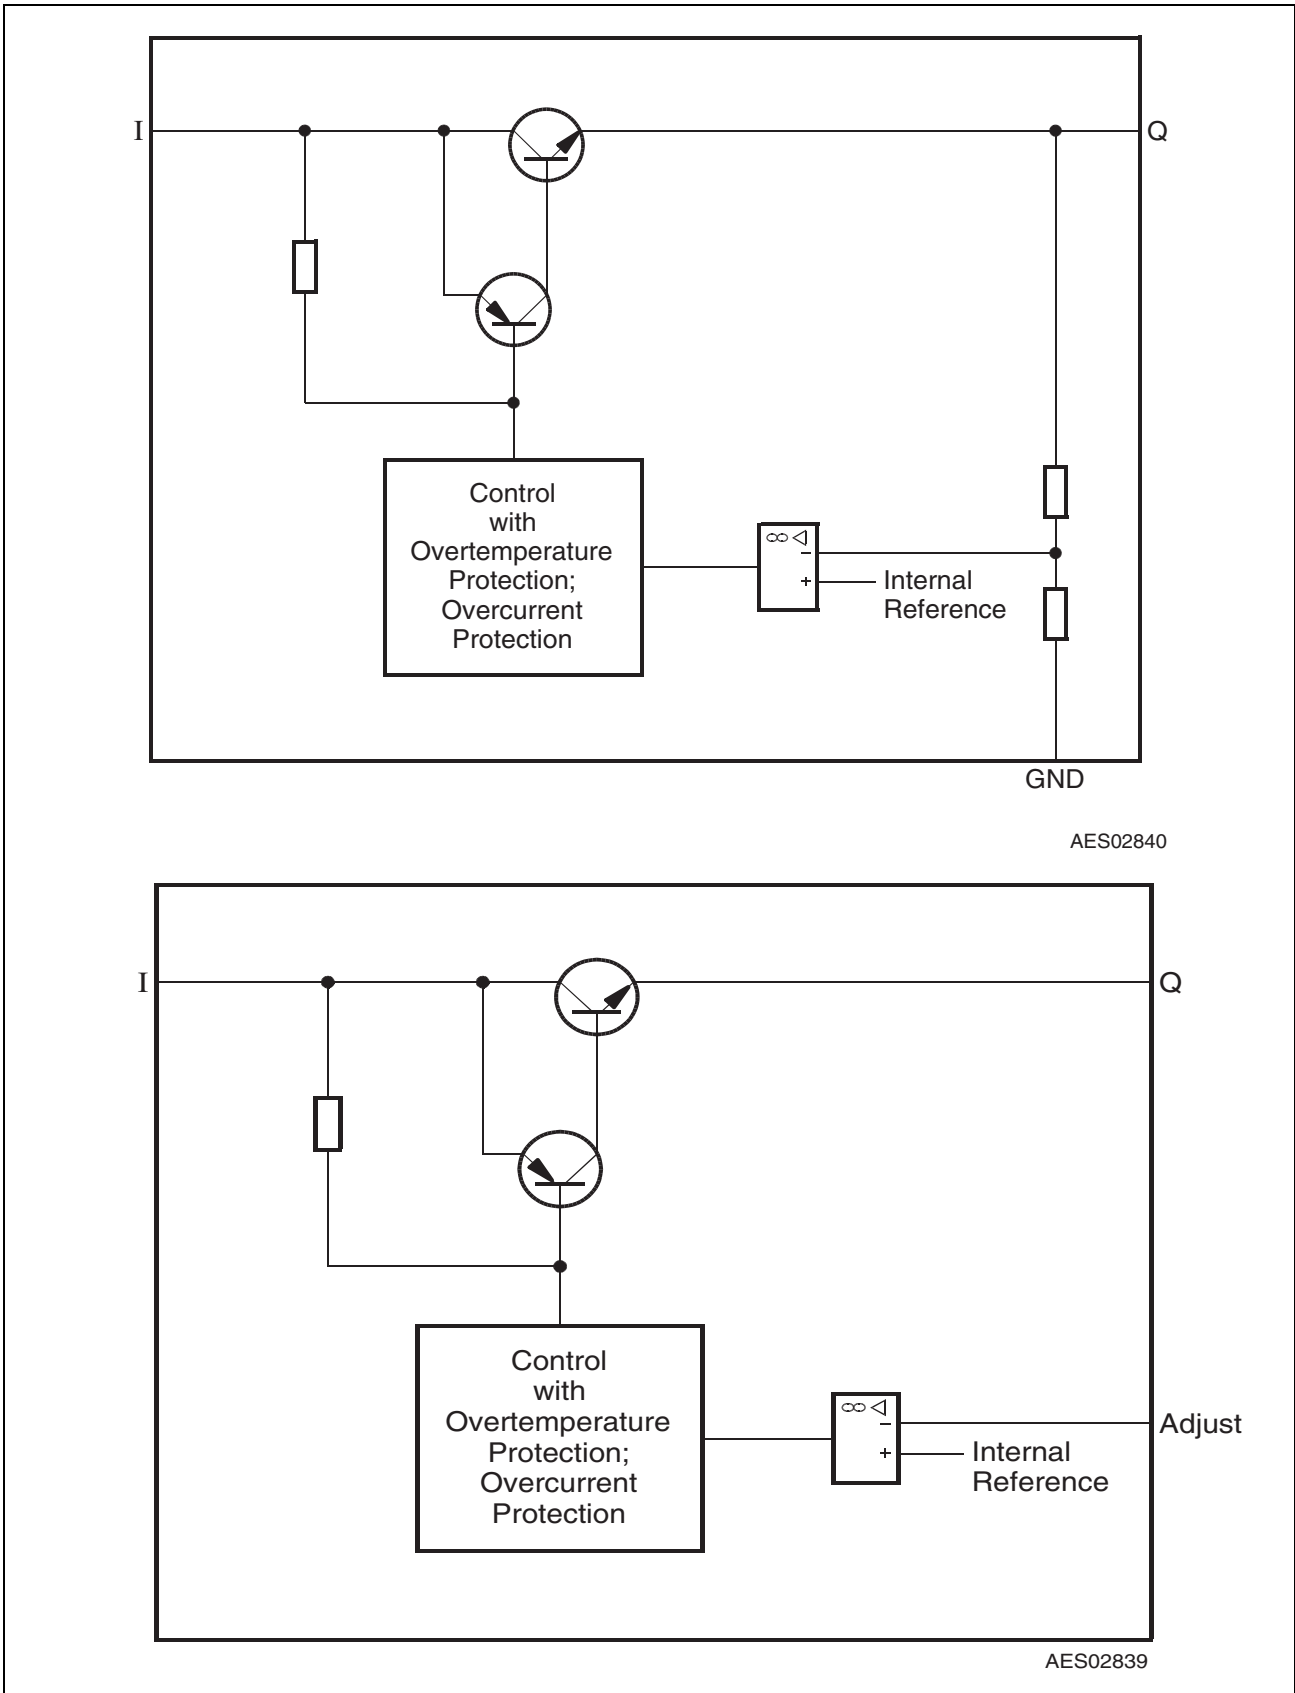 I
Q
Control
with
Overtemperature
Protection;
Overcurrent
Protection
∞ ◁
−
+
Internal
Reference
GND
AES02840
I
Q
Control
with
Overtemperature
Protection;
Overcurrent
Protection
∞ ◁
−
+
Adjust
Internal
Reference
AES02839